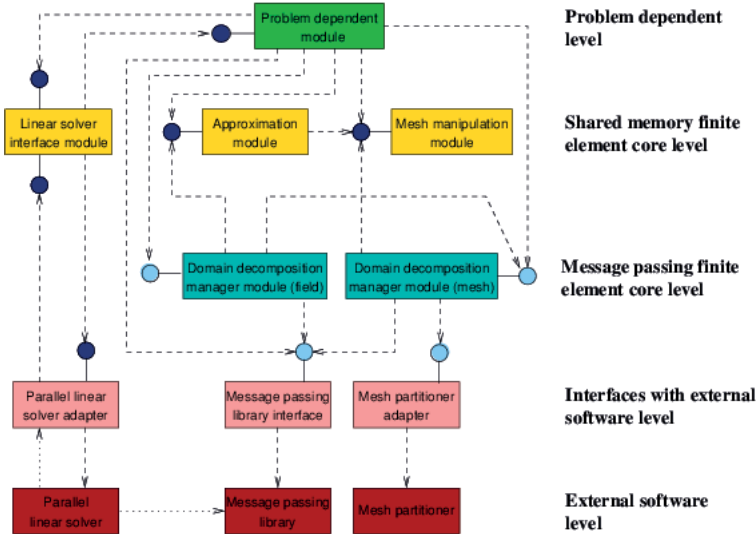 Problem dependent
module
Problem dependent
level
Linear solver
interface module
Approximation
module
Mesh manipulation
module
Shared memory finite
element core level
Domain decomposition
manager module (field)
Domain decomposition
manager module (mesh)
Message passing finite
element core level
Parallel linear
solver adapter
Message passing
library interface
Mesh partitioner
adapter
Interfaces with external
software level
Parallel
linear solver
Message passing
library
Mesh partitioner
External software
level